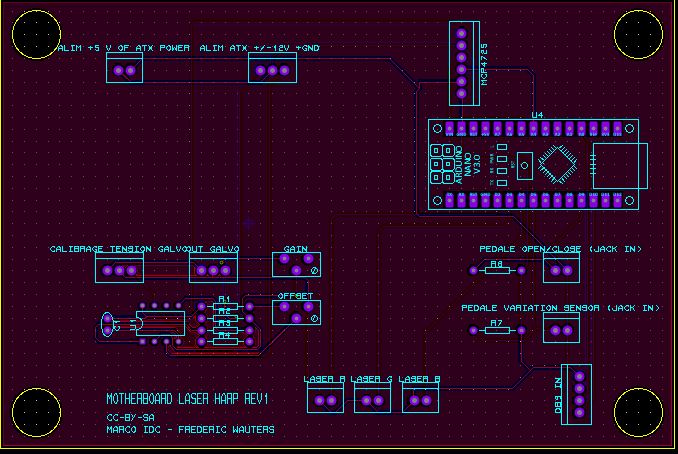 ALIM +5 V OF ATX POWER
ALIM ATX +/-12V +GND
MCP4725
U4
ARDUINO
NANO
V3.0
CALIBRAGE TENSION GALVO
OUT GALVO
GAIN
PEDALE OPEN/CLOSE (JACK IN)
R6
OFFSET
PEDALE VARIATION SENSOR (JACK IN)
R1
R2
R3
R4
C1
U1
R7
LASER R
LASER G
LASER B
DB9 IN
MOTHERBOARD LASER HARP REV1
CC-BY-SA
MARCO IDC - FREDERIC WAUTERS